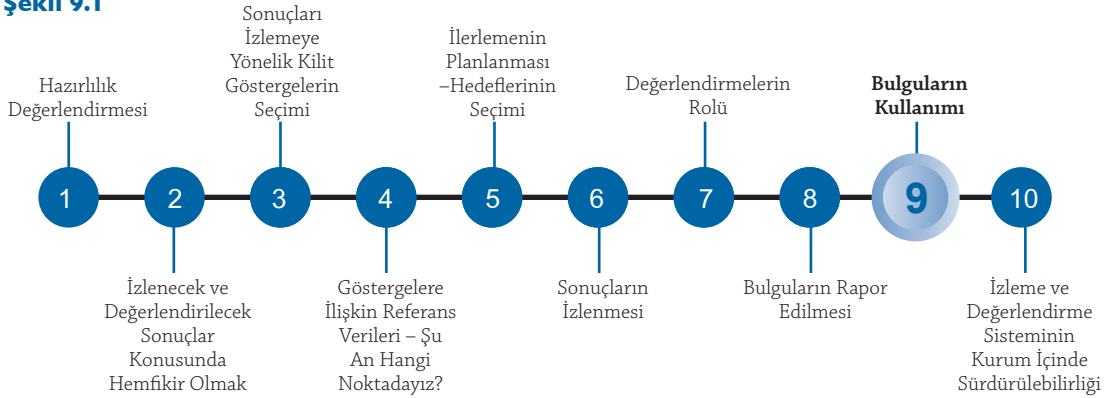 Şekil 9.1
Hazırlılık
Değerlendirmesi
Sonuçları
İzlemeye
Yönelik Kilit
Göstergelerin
Seçimi
İlerlemenin
Planlanması
–Hedeflerinin
Seçimi
Değerlendirmelerin
Rolü
Bulguların
Kullanımı
1
2
3
4
5
6
7
8
9
10
İzlenecek ve
Değerlendirilecek
Sonuçlar
Konusunda
Hemfikir Olmak
Göstergelere
İlişkin Referans
Verileri – Şu
An Hangi
Noktadayız?
Sonuçların
İzlenmesi
Bulguların Rapor
Edilmesi
İzleme ve
Değerlendirme
Sisteminin
Kurum İçinde
Sürdürülebilirliği